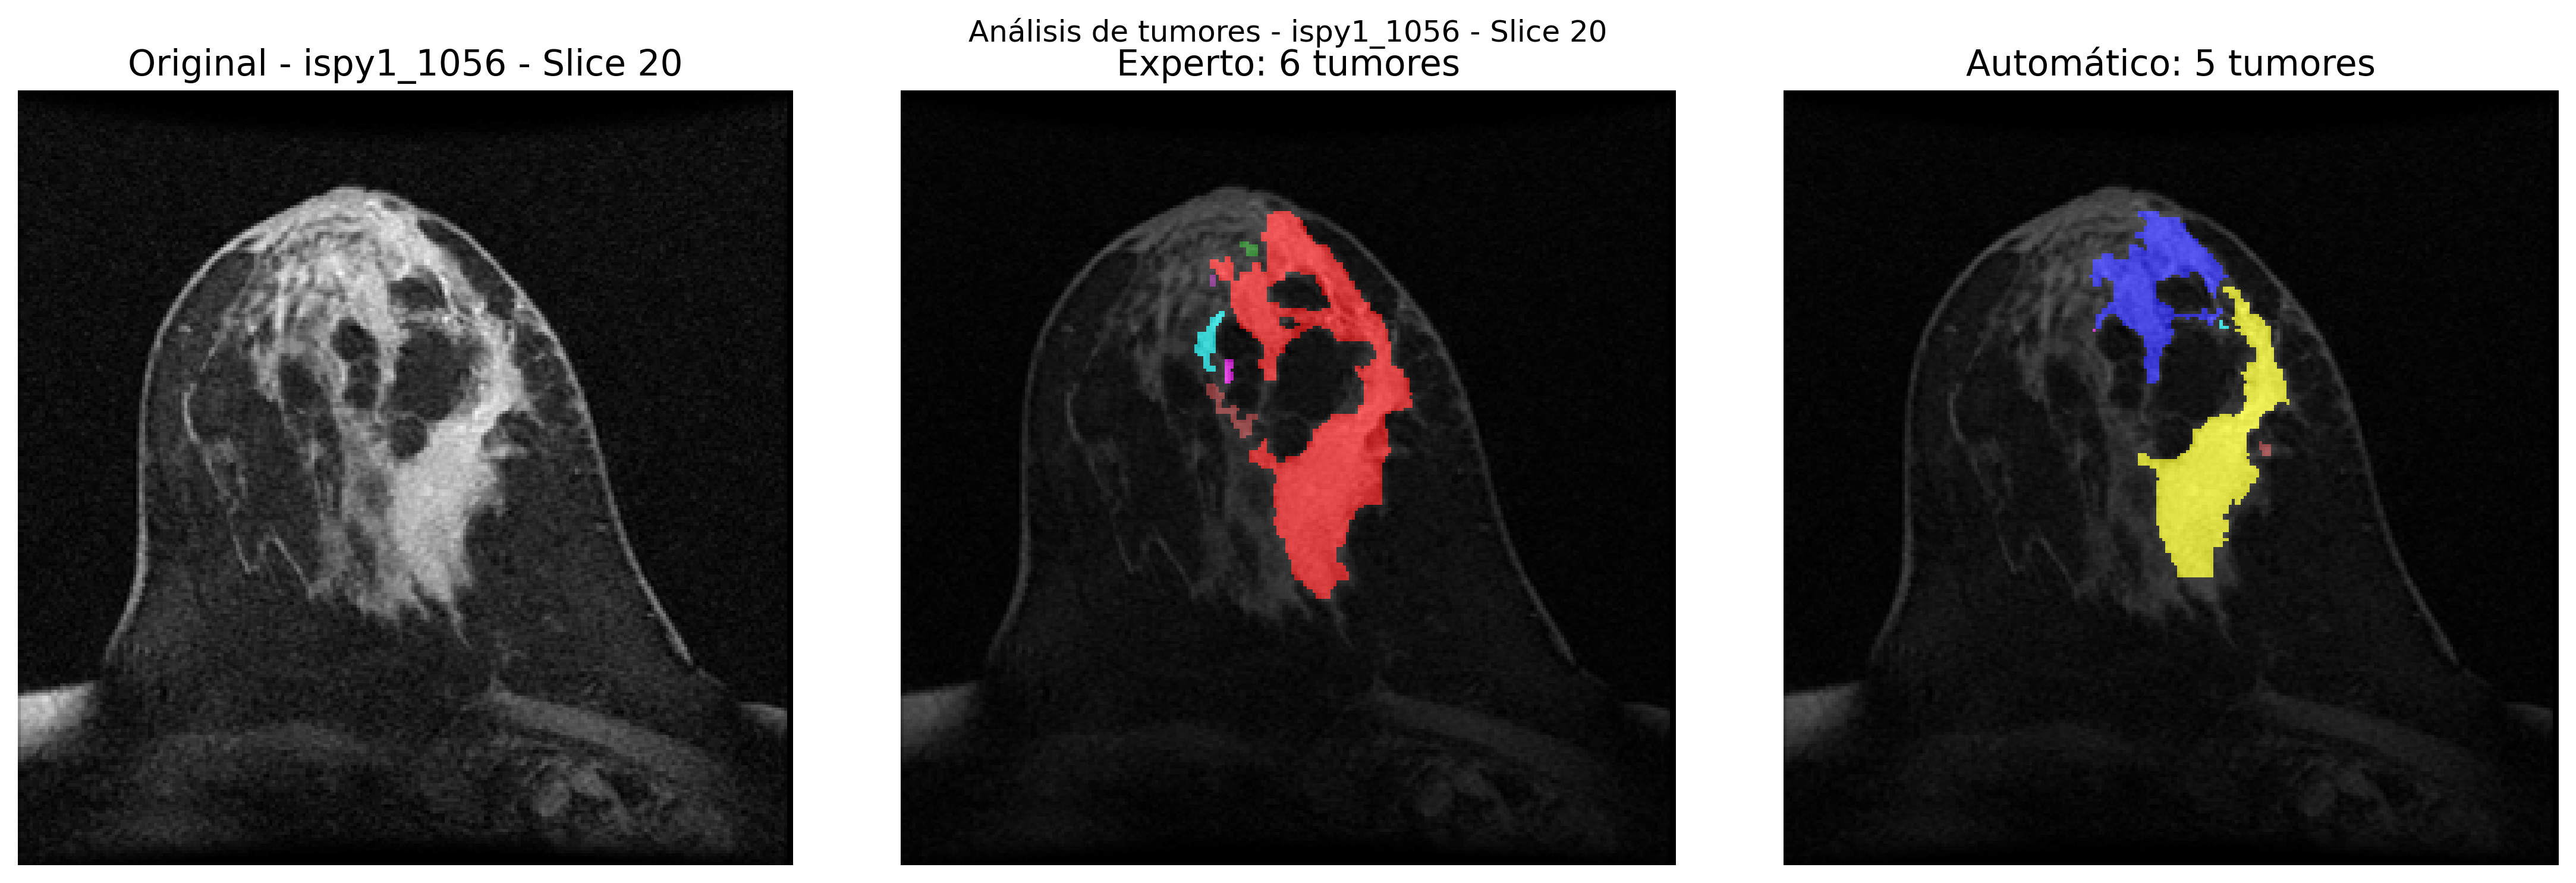 Análisis de tumores - ispy1_1056 - Slice 20
Original - ispy1_1056 - Slice 20
Experto: 6 tumores
Automático: 5 tumores